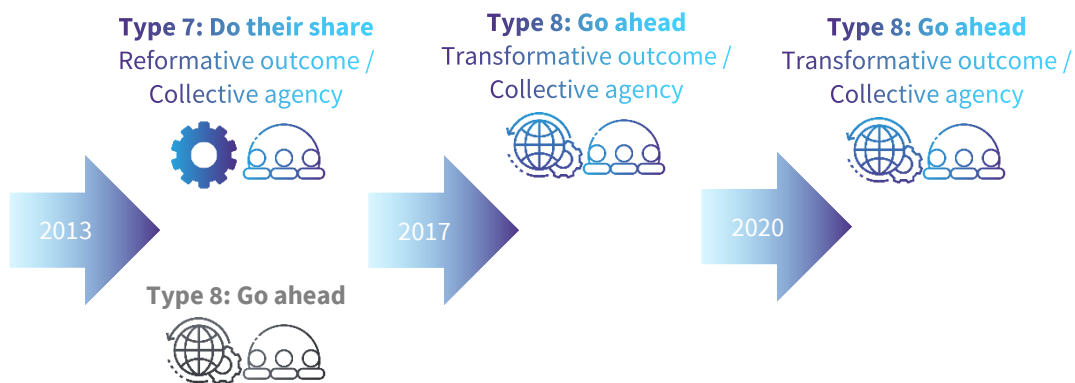 Type 7: Do their share
Reformative outcome /
Collective agency
2013
Type 8: Go ahead
Type 8: Go ahead
Transformative outcome /
Collective agency
2017
Type 8: Go ahead
Transformative outcome /
Collective agency
2020